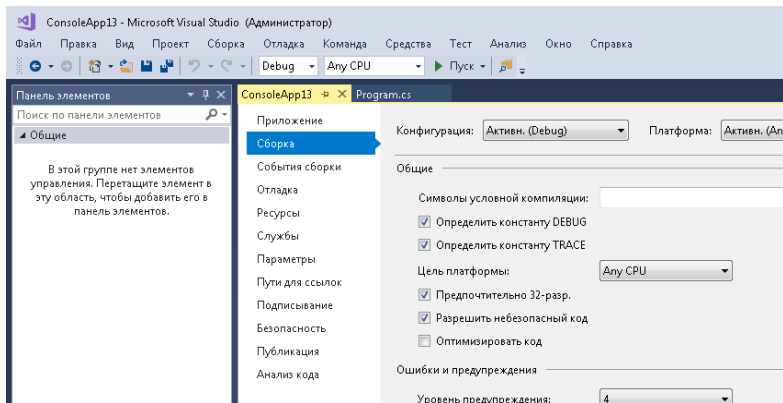 ConsoleApp13 - Microsoft Visual Studio (Администратор)
Файл Правка Вид Проект Сборка Отладка Команда Средства Тест Анализ Окно Справка
Debug Any CPU Пуск
Панель элементов
Поиск по панели элементов
Общие
В этой группе нет элементов
управления. Перетащите элемент в
эту область, чтобы добавить его в
панель элементов.
ConsoleApp13 Program.cs
Приложение
Сборка
События сборки
Отладка
Ресурсы
Службы
Параметры
Пути для ссылок
Подписывание
Безопасность
Публикация
Анализ кода
Конфигурация: Активн. (Debug) Платформа: Активн. (An
Общие
Символы условной компиляции:
Определить константу DEBUG
Определить константу TRACE
Цель платформы: Any CPU
Предпочтительно 32-разр.
Разрешить небезопасный код
Оптимизировать код
Ошибки и предупреждения
Уровень предупреждения: 4